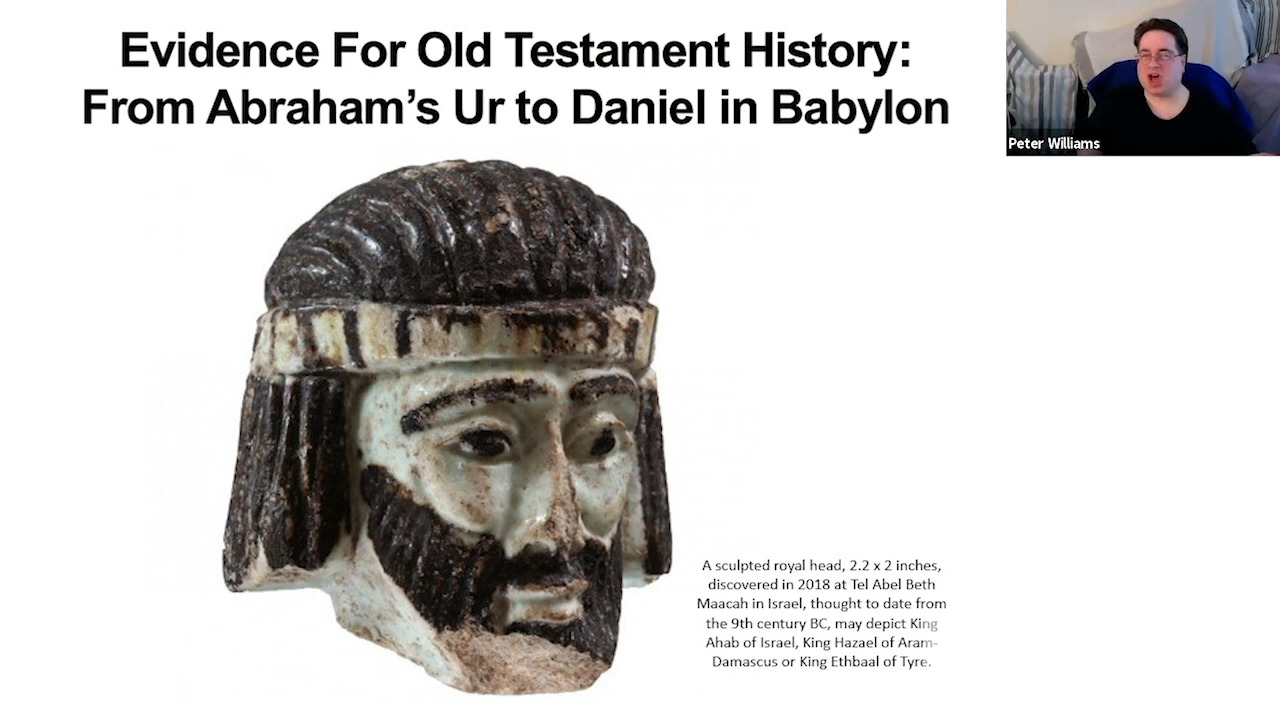 Evidence For Old Testament History:
From Abraham’s Ur to Daniel in Babylon
Peter Williams
A sculpted royal head, 2.2 x 2 inches,
discovered in 2018 at Tel Abel Beth
Maacah in Israel, thought to date from
the 9th century BC, may depict King
Ahab of Israel, King Hazael of Aram-
Damascus or King Ethbaal of Tyre.